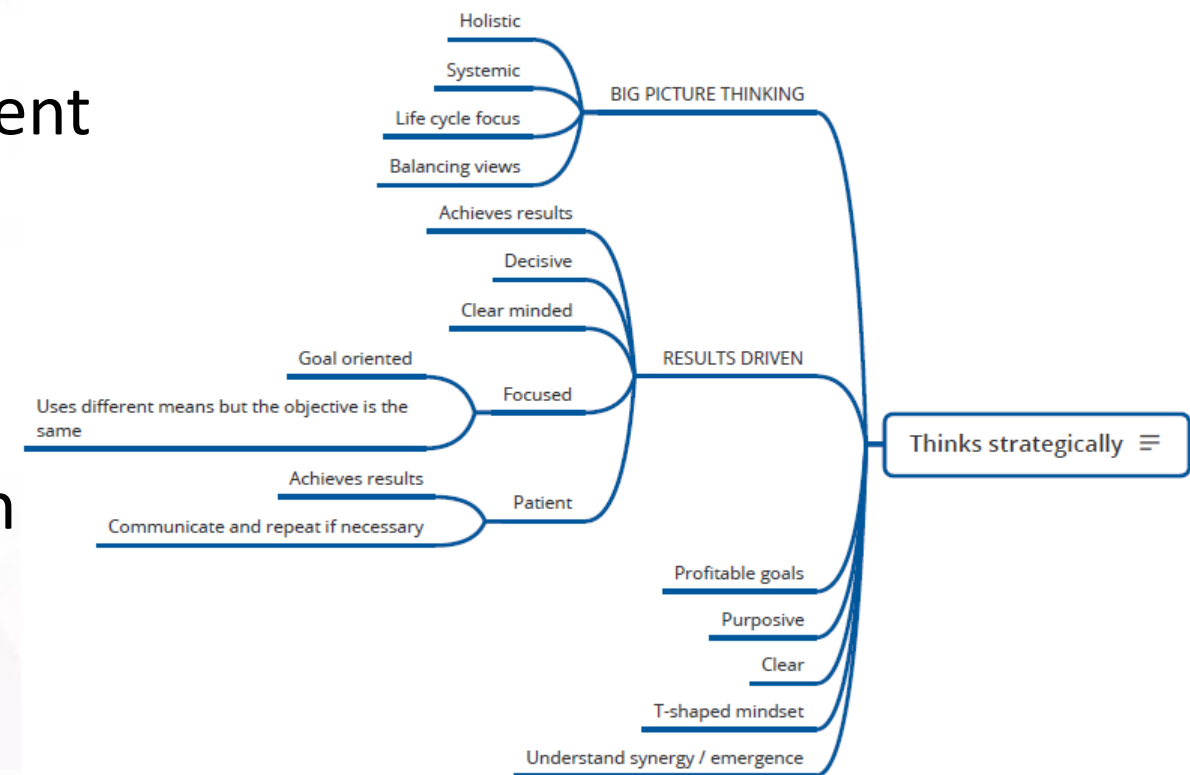 Holistic
Systemic
ent
BIG PICTURE THINKING
Life cycle focus
Balancing views
Achieves results
Decisive
Clear minded
Goal oriented
RESULTS DRIVEN
Focused
Uses different means but the objective is the
same
Thinks strategically
Achieves results
Patient
Communicate and repeat if necessary
Profitable goals
Purposive
Clear
T-shaped mindset
Understand synergy / emergence